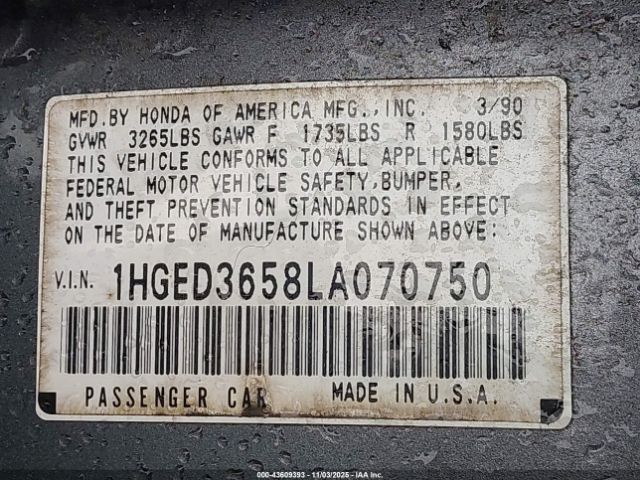 MFD.BY HONDA OF AMERICA MFG.,INC. 3/90
GVWR 3265LBS GAWR F 1735LBS R 1580LBS
THIS VEHICLE CONFORMS TO ALL APPLICABLE
FEDERAL MOTOR VEHICLE SAFETY,BUMPER,
AND THEFT PREVENTION STANDARDS IN EFFECT
ON THE DATE OF MANUFACTURE SHOWN ABOVE:
V.I.N. 1HGED3658LA070750
PASSENGER CAR MADE IN U.S.A.
000-43609393 - 11/03/2025 - IAA Inc.